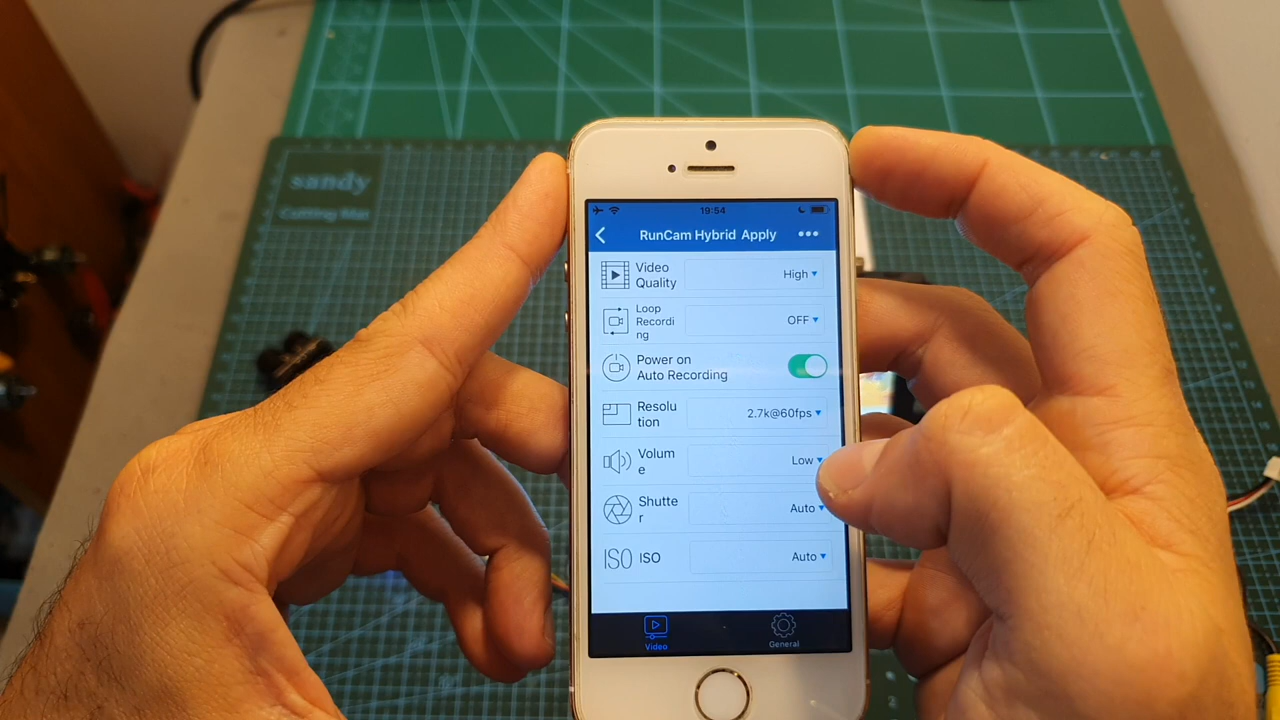 sandy
Cutting Mat
19:54
RunCam Hybrid Apply
Video
Quality
High
Loop
Recordi
ng
OFF
Power on
Auto Recording
Resolu
tion
2.7k@60fps
Volum
e
Low
Shutte
r
Auto
ISO ISO
Auto
Video
General